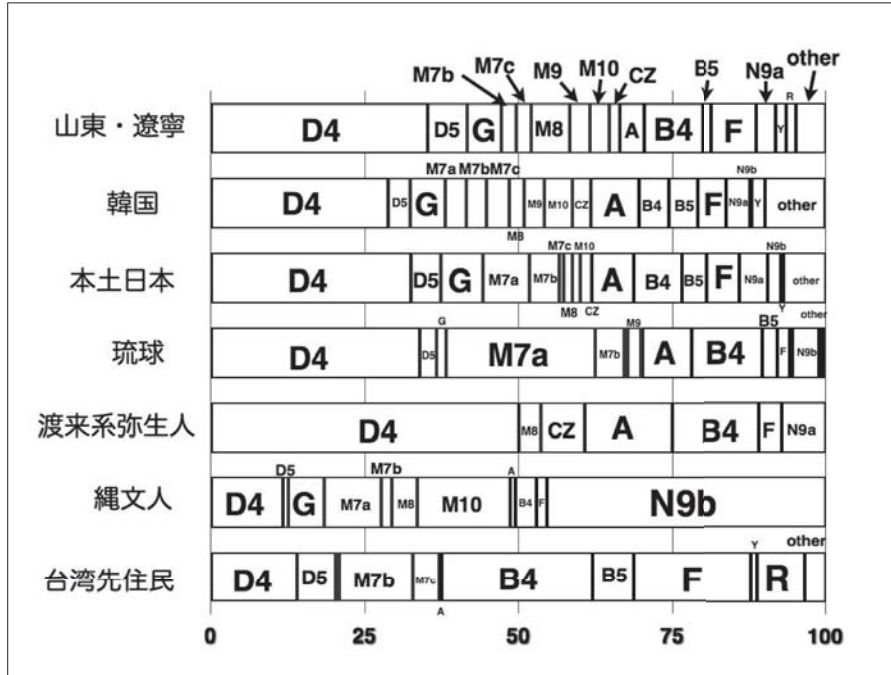 M7b M7c M9 M10 CZ B5 N9a other
山東・遼寧 D4 D5 G M8 A B4 F Y R
M7a M7b M7c N9b
韓国 D4 D5 G M9 M10 CZ A B4 B5 F N9a Y other
M8
M7c M10 N9b
本土日本 D4 D5 G M7a M7b A B4 B5 F N9a other
M8 CZ Y
G M9 B5 other
琉球 D4 D5 M7a M7b A B4 F N9b
渡来系弥生人 D4 M8 CZ A B4 F N9a
D5 M7b A
縄文人 D4 G M7a M8 M10 B4 F N9b
Y other
台湾先住民 D4 D5 M7b M7c B4 B5 F R
A
0 25 50 75 100